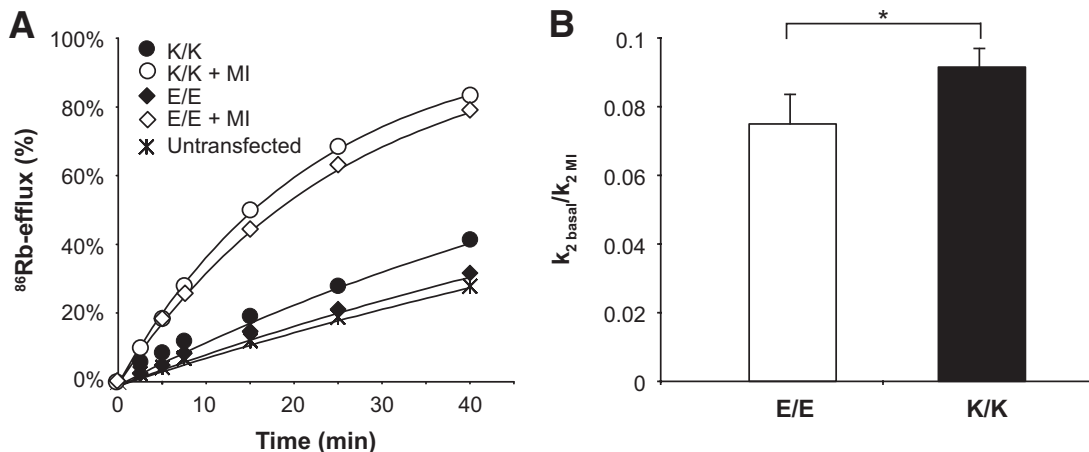 A
100%
80%
60%
40%
20%
0%
⁸⁶Rb-efflux (%)
K/K
K/K + MI
E/E
E/E + MI
Untransfected
0
10
20
30
40
Time (min)
B
*
0.1
0.08
0.06
0.04
0.02
0
k₂ basal/k₂ MI
E/E
K/K